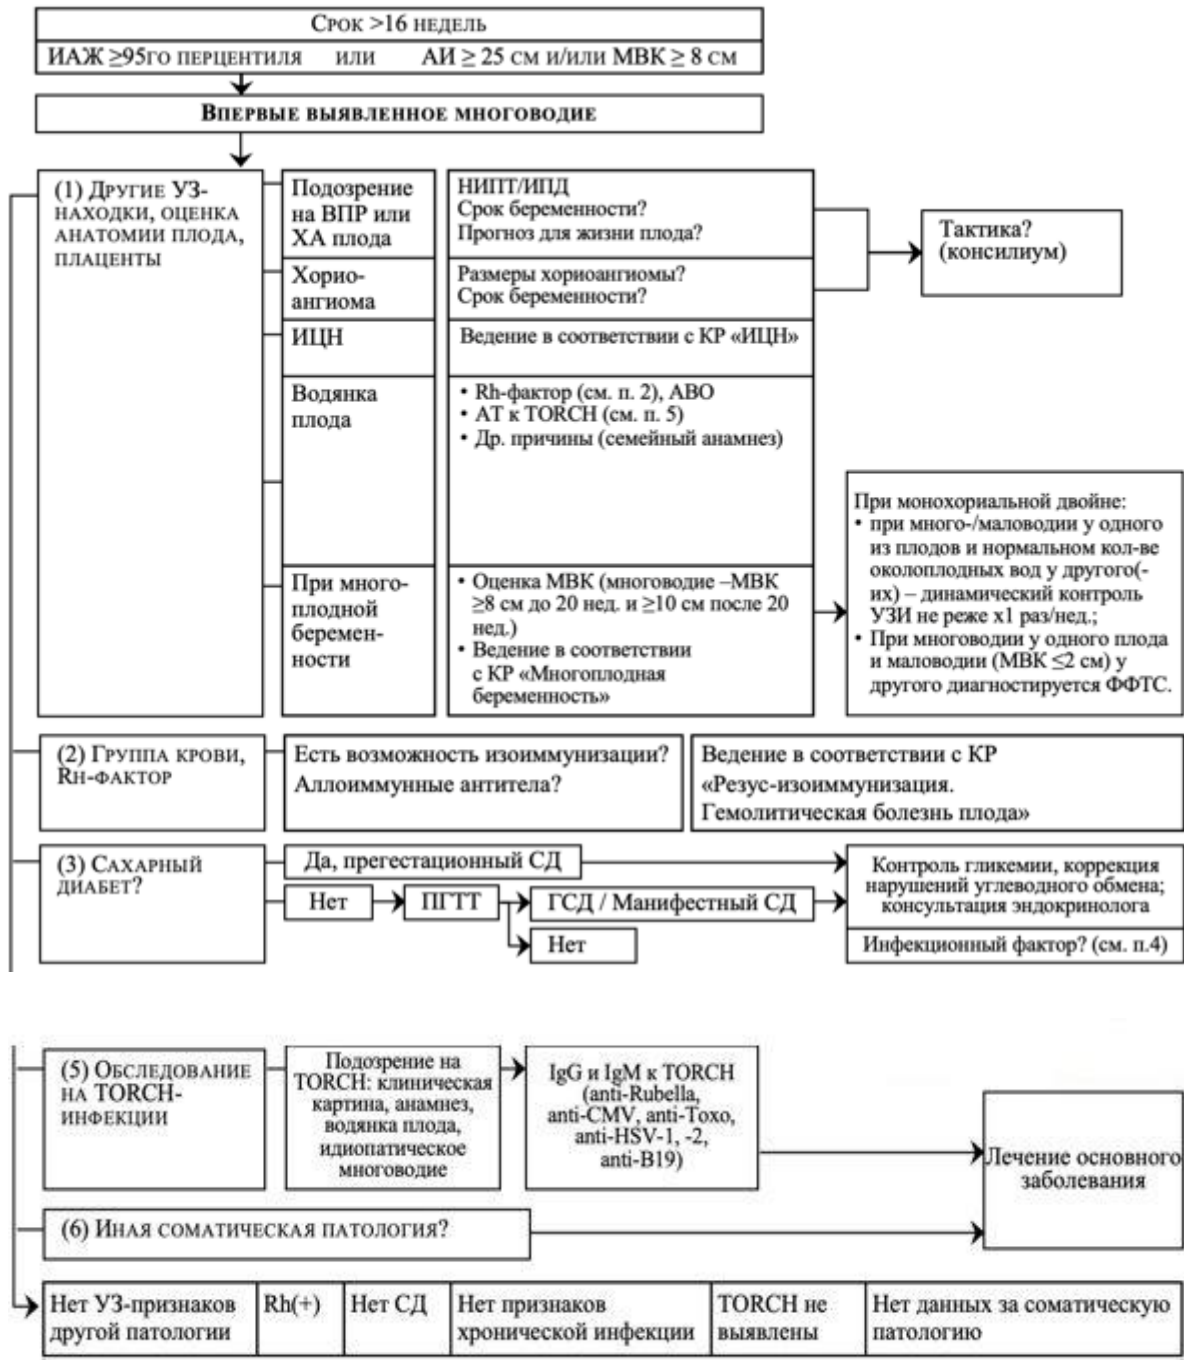 Срок >16 недель
ИАЖ ≥95го перцентиля или АИ ≥ 25 см и/или МВК ≥ 8 см
Впервые выявленное многоводие
(1) Другие УЗ-
находки, оценка
анатомии плода,
плаценты
Подозрение
на ВПР или
ХА плода
НИПТ/ИПД
Срок беременности?
Прогноз для жизни плода?
Тактика?
(консилиум)
Хорио-
ангиома
Размеры хориоангиомы?
Срок беременности?
ИЦН
Ведение в соответствии с КР «ИЦН»
Водянка
плода
• Rh-фактор (см. п. 2), АВО
• АТ к TORCH (см. п. 5)
• Др. причины (семейный анамнез)
При много-
плодной
беремен-
ности
• Оценка МВК (многоводие –МВК
≥8 см до 20 нед. и ≥10 см после 20
нед.)
• Ведение в соответствии
с КР «Многоплодная
беременность»
При монохориальной двойне:
• при много-/маловодии у одного
из плодов и нормальном кол-ве
околоплодных вод у другого(-
их) – динамический контроль
УЗИ не реже х1 раз/нед.;
• При многоводии у одного плода
и маловодии (МВК ≤2 см) у
другого диагностируется ФФТС.
(2) Группа крови,
Rh-фактор
Есть возможность изоиммунизации?
Аллоиммунные антитела?
Ведение в соответствии с КР
«Резус-изоиммунизация.
Гемолитическая болезнь плода»
(3) Сахарный
диабет?
Да, прегестационный СД
Нет
ПГТТ
ГСД / Манифестный СД
Нет
Контроль гликемии, коррекция
нарушений углеводного обмена;
консультация эндокринолога
Инфекционный фактор? (см. п.4)
(5) Обследование
на TORCH-
инфекции
Подозрение на
TORCH: клиническая
картина, анамнез,
водянка плода,
идиопатическое
многоводие
IgG и IgM к TORCH
(anti-Rubella,
anti-CMV, anti-Toxo,
anti-HSV-1, -2,
anti-B19)
Лечение основного
заболевания
(6) Иная соматическая патология?
Нет УЗ-признаков
другой патологии
Rh(+)
Нет СД
Нет признаков
хронической инфекции
TORCH не
выявлены
Нет данных за соматическую
патологию